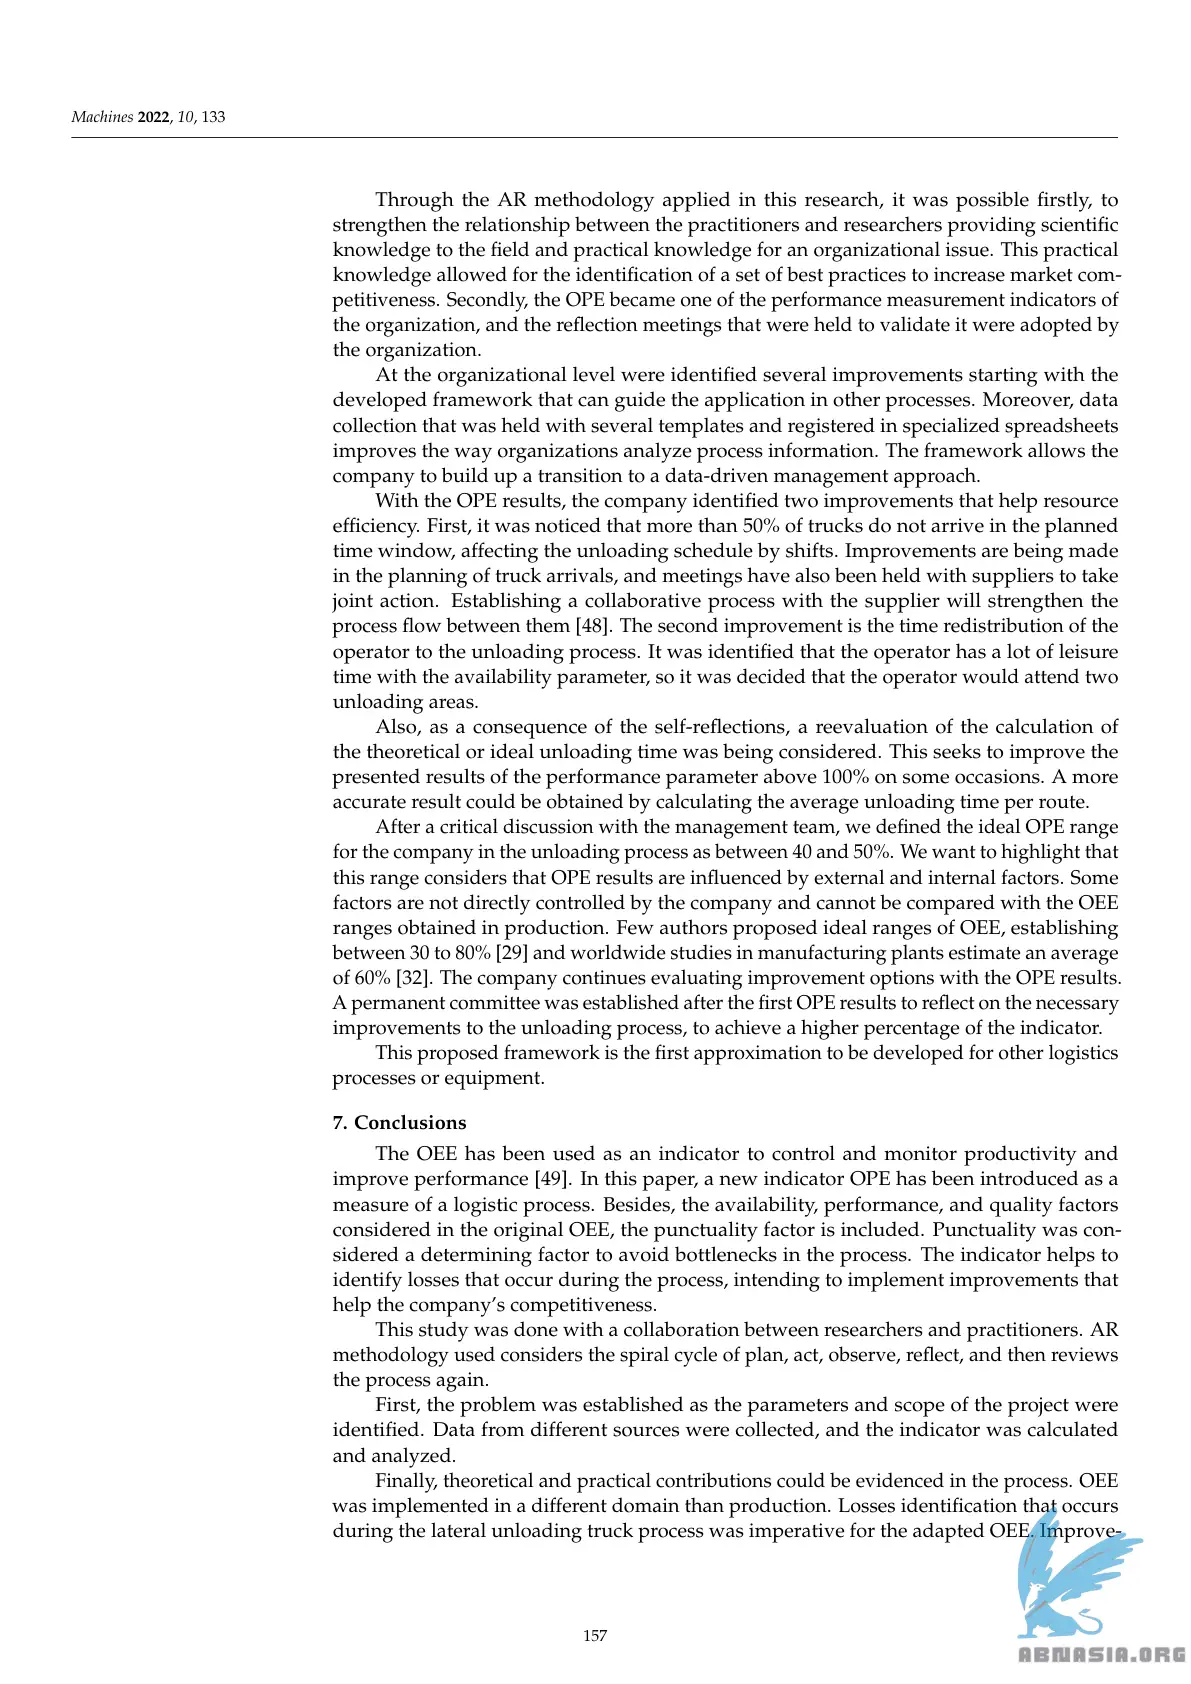 Machines 2022, 10, 133
Through the AR methodology applied in this research, it was possible firstly, to
strengthen the relationship between the practitioners and researchers providing scientific
knowledge to the field and practical knowledge for an organizational issue. This practical
knowledge allowed for the identification of a set of best practices to increase market com-
petitiveness. Secondly, the OPE became one of the performance measurement indicators of
the organization, and the reflection meetings that were held to validate it were adopted by
the organization.
At the organizational level were identified several improvements starting with the
developed framework that can guide the application in other processes. Moreover, data
collection that was held with several templates and registered in specialized spreadsheets
improves the way organizations analyze process information. The framework allows the
company to build up a transition to a data-driven management approach.
With the OPE results, the company identified two improvements that help resource
efficiency. First, it was noticed that more than 50% of trucks do not arrive in the planned
time window, affecting the unloading schedule by shifts. Improvements are being made
in the planning of truck arrivals, and meetings have also been held with suppliers to take
joint action. Establishing a collaborative process with the supplier will strengthen the
process flow between them [48]. The second improvement is the time redistribution of the
operator to the unloading process. It was identified that the operator has a lot of leisure
time with the availability parameter, so it was decided that the operator would attend two
unloading areas.
Also, as a consequence of the self-reflections, a reevaluation of the calculation of
the theoretical or ideal unloading time was being considered. This seeks to improve the
presented results of the performance parameter above 100% on some occasions. A more
accurate result could be obtained by calculating the average unloading time per route.
After a critical discussion with the management team, we defined the ideal OPE range
for the company in the unloading process as between 40 and 50%. We want to highlight that
this range considers that OPE results are influenced by external and internal factors. Some
factors are not directly controlled by the company and cannot be compared with the OEE
ranges obtained in production. Few authors proposed ideal ranges of OEE, establishing
between 30 to 80% [29] and worldwide studies in manufacturing plants estimate an average
of 60% [32]. The company continues evaluating improvement options with the OPE results.
A permanent committee was established after the first OPE results to reflect on the necessary
improvements to the unloading process, to achieve a higher percentage of the indicator.
This proposed framework is the first approximation to be developed for other logistics
processes or equipment.
7. Conclusions
The OEE has been used as an indicator to control and monitor productivity and
improve performance [49]. In this paper, a new indicator OPE has been introduced as a
measure of a logistic process. Besides, the availability, performance, and quality factors
considered in the original OEE, the punctuality factor is included. Punctuality was con-
sidered a determining factor to avoid bottlenecks in the process. The indicator helps to
identify losses that occur during the process, intending to implement improvements that
help the company's competitiveness.
This study was done with a collaboration between researchers and practitioners. AR
methodology used considers the spiral cycle of plan, act, observe, reflect, and then reviews
the process again.
First, the problem was established as the parameters and scope of the project were
identified. Data from different sources were collected, and the indicator was calculated
and analyzed.
Finally, theoretical and practical contributions could be evidenced in the process. OEE
was implemented in a different domain than production. Losses identification that occurs
during the lateral unloading truck process was imperative for the adapted OEE. Improve-
157
ABNASIA.ORG